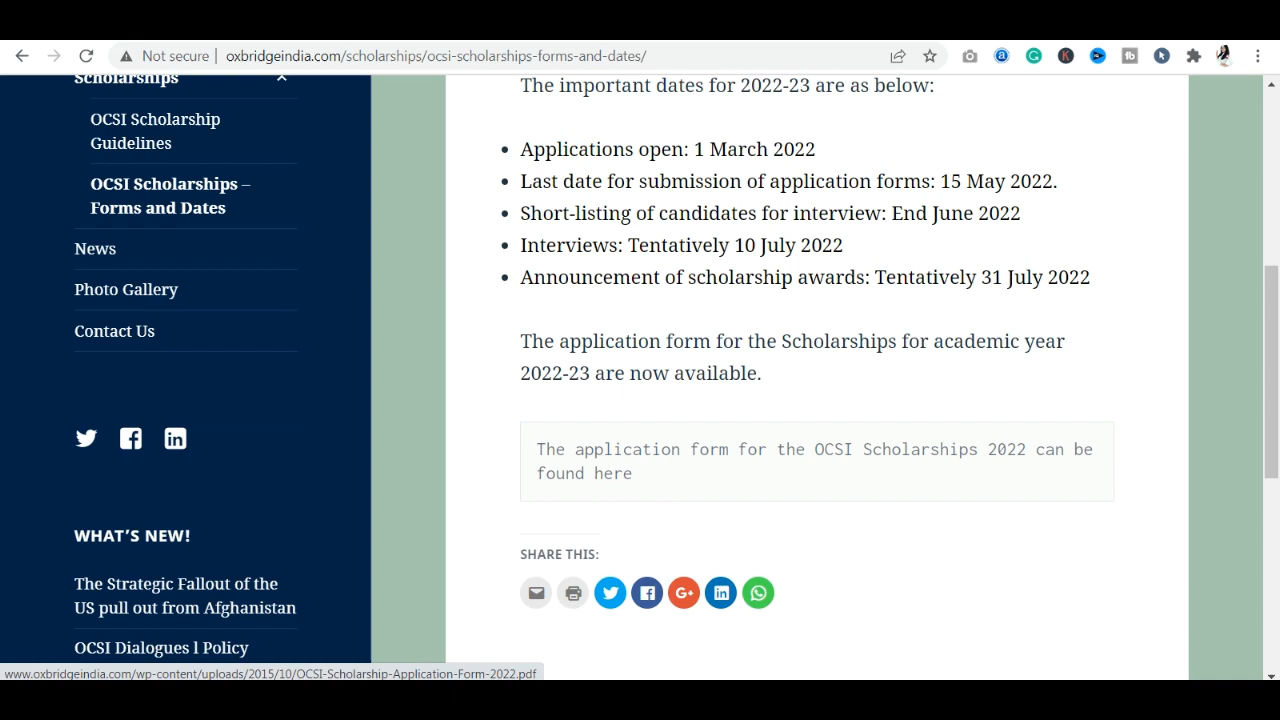 Not secure | oxbridgeindia.com/scholarships/ocsi-scholarships-forms-and-dates/
Scholarships
OCSI Scholarship
Guidelines
OCSI Scholarships –
Forms and Dates
News
Photo Gallery
Contact Us
WHAT'S NEW!
The Strategic Fallout of the
US pull out from Afghanistan
OCSI Dialogues l Policy
The important dates for 2022-23 are as below:
• Applications open: 1 March 2022
• Last date for submission of application forms: 15 May 2022.
• Short-listing of candidates for interview: End June 2022
• Interviews: Tentatively 10 July 2022
• Announcement of scholarship awards: Tentatively 31 July 2022
The application form for the Scholarships for academic year
2022-23 are now available.
The application form for the OCSI Scholarships 2022 can be
found here
SHARE THIS:
www.oxbridgeindia.com/wp-content/uploads/2015/10/OCSI-Scholarship-Application-Form-2022.pdf